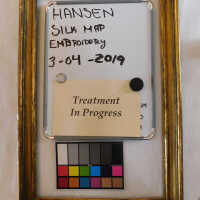 HANSEN
SILK MAP
EMBROIDERY
3-04-2019
Treatment
In Progress